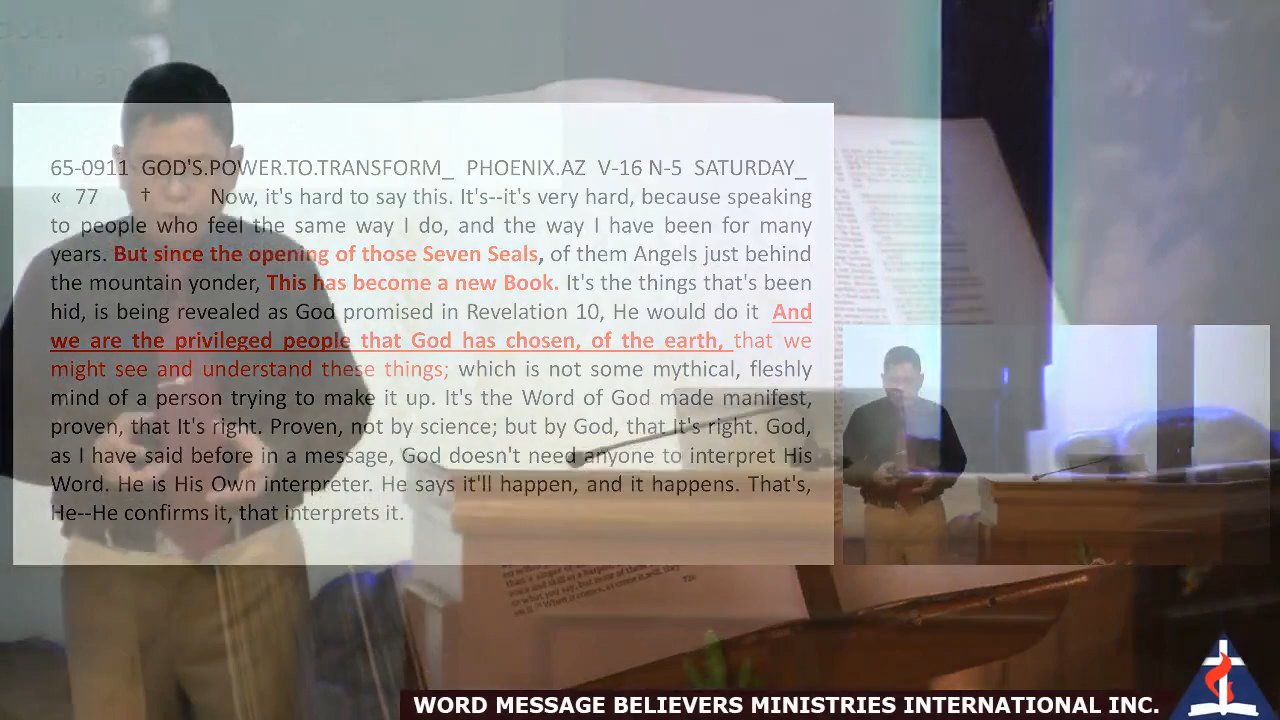 65-0911 GOD'S.POWER.TO.TRANSFORM_ PHOENIX.AZ V-16 N-5 SATURDAY_
« 77 † Now, it's hard to say this. It's--it's very hard, because speaking
to people who feel the same way I do, and the way I have been for many
years. But since the opening of those Seven Seals, of them Angels just behind
the mountain yonder, This has become a new Book. It's the things that's been
hid, is being revealed as God promised in Revelation 10, He would do it And
we are the privileged people that God has chosen, of the earth, that we
might see and understand these things; which is not some mythical, fleshly
mind of a person trying to make it up. It's the Word of God made manifest,
proven, that It's right. Proven, not by science; but by God, that It's right. God,
as I have said before in a message, God doesn't need anyone to interpret His
Word. He is His Own interpreter. He says it'll happen, and it happens. That's,
He--He confirms it, that interprets it.
WORD MESSAGE BELIEVERS MINISTRIES INTERNATIONAL INC.